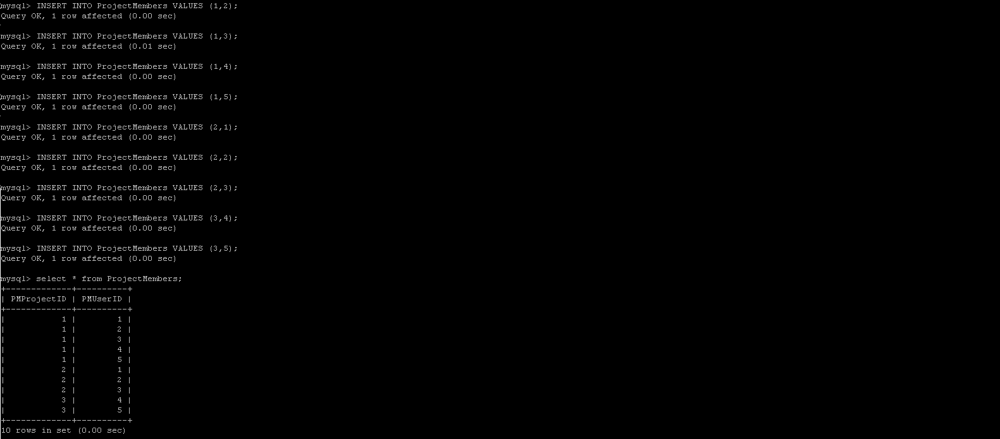 mysql> INSERT INTO ProjectMembers VALUES (1,2);
Query OK, 1 row affected (0.00 sec)
mysql> INSERT INTO ProjectMembers VALUES (1,3);
Query OK, 1 row affected (0.01 sec)
mysql> INSERT INTO ProjectMembers VALUES (1,4);
Query OK, 1 row affected (0.00 sec)
mysql> INSERT INTO ProjectMembers VALUES (1,5);
Query OK, 1 row affected (0.00 sec)
mysql> INSERT INTO ProjectMembers VALUES (2,1);
Query OK, 1 row affected (0.00 sec)
mysql> INSERT INTO ProjectMembers VALUES (2,2);
Query OK, 1 row affected (0.00 sec)
mysql> INSERT INTO ProjectMembers VALUES (2,3);
Query OK, 1 row affected (0.00 sec)
mysql> INSERT INTO ProjectMembers VALUES (3,4);
Query OK, 1 row affected (0.00 sec)
mysql> INSERT INTO ProjectMembers VALUES (3,5);
Query OK, 1 row affected (0.00 sec)
mysql> select * from ProjectMembers;
+-------------+----------+
| PMProjectID | PMUserID |
+-------------+----------+
|           1 |        1 |
|           1 |        2 |
|           1 |        3 |
|           1 |        4 |
|           1 |        5 |
|           2 |        1 |
|           2 |        2 |
|           2 |        3 |
|           3 |        4 |
|           3 |        5 |
+-------------+----------+
10 rows in set (0.00 sec)